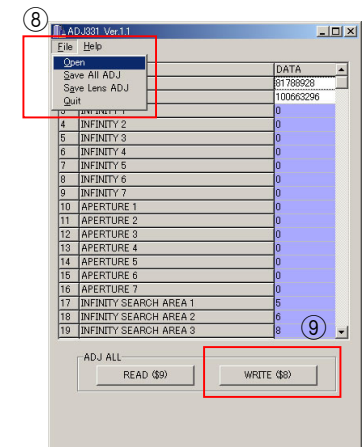 ⑧
ADJ331 Ver.1.1
File Help
Open
Save All ADJ
Save Lens ADJ
Quit
DATA
81788928
100663296
3 INFINITY 1 0
4 INFINITY 2 0
5 INFINITY 3 0
6 INFINITY 4 0
7 INFINITY 5 0
8 INFINITY 6 0
9 INFINITY 7 0
10 APERTURE 1 0
11 APERTURE 2 0
12 APERTURE 3 0
13 APERTURE 4 0
14 APERTURE 5 0
15 APERTURE 6 0
16 APERTURE 7 0
17 INFINITY SEARCH AREA 1 5
18 INFINITY SEARCH AREA 2 6
19 INFINITY SEARCH AREA 3 8
⑨
ADJ ALL
READ ($9) WRITE ($8)